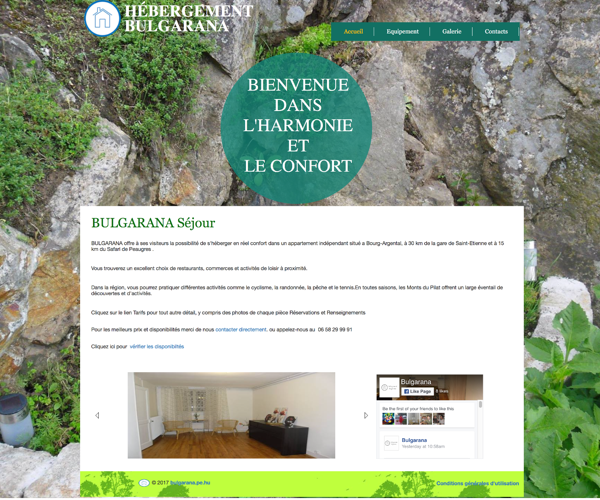 HÉBERGEMENT
BULGARANA
Accueil Equipement Galerie Contacts
BIENVENUE
DANS
L'HARMONIE
ET
LE CONFORT
BULGARANA Séjour
BULGARANA offre à ses visiteurs la possibilité de s'héberger en réel confort dans un appartement indépendant situé a Bourg-Argental, à 30 km de la gare de Saint-Etienne et à 15
km du Safari de Peaugres .
Vous trouverez un excellent choix de restaurants, commerces et activités de loisir à proximité.
Dans la région, vous pourrez pratiquer différentes activités comme le cyclisme, la randonnée, la pêche et le tennis.En toutes saisons, les Monts du Pilat offrent un large éventail de
découvertes et d'activités.
Cliquez sur le lien Tarifs pour tout autre détail, y compris des photos de chaque pièce Réservations et Renseignements
Pour les meilleurs prix et disponibilités merci de nous contacter directement. ou appelez-nous au 06 58 29 99 91
Cliquez ici pour vérifier les disponibilités
Bulgarana
Like Page 9 likes
Be the first of your friends to like this
Bulgarana
Yesterday at 10:58am
© 2017 bulgarana.pe.hu
Conditions générales d'utilisation